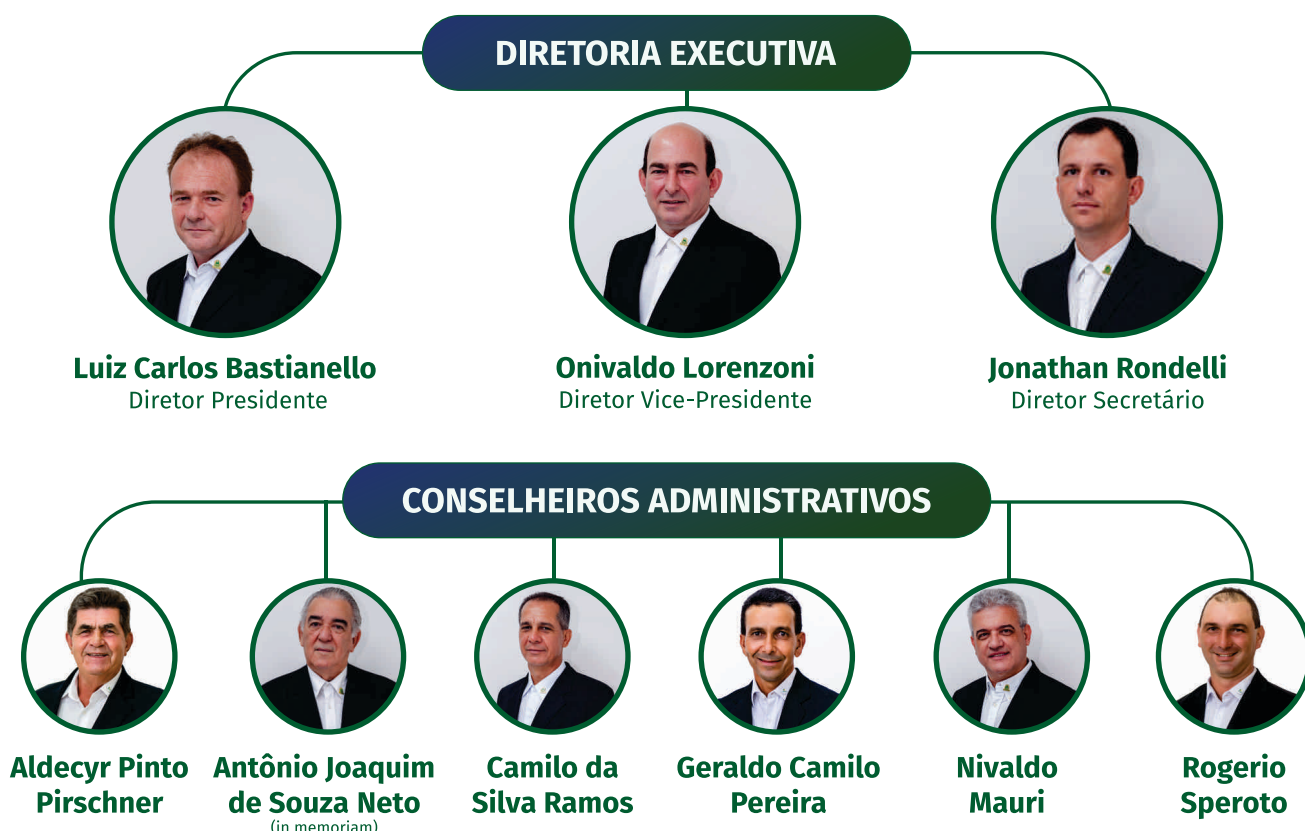 DIRETORIA EXECUTIVA
Luiz Carlos Bastianello
Diretor Presidente
Onivaldo Lorenzoni
Diretor Vice-Presidente
Jonathan Rondelli
Diretor Secretário
CONSELHEIROS ADMINISTRATIVOS
Aldecyr Pinto
Pirschner
Antônio Joaquim
de Souza Neto
(in memoriam)
Camilo da
Silva Ramos
Geraldo Camilo
Pereira
Nivaldo
Mauri
Rogerio
Speroto